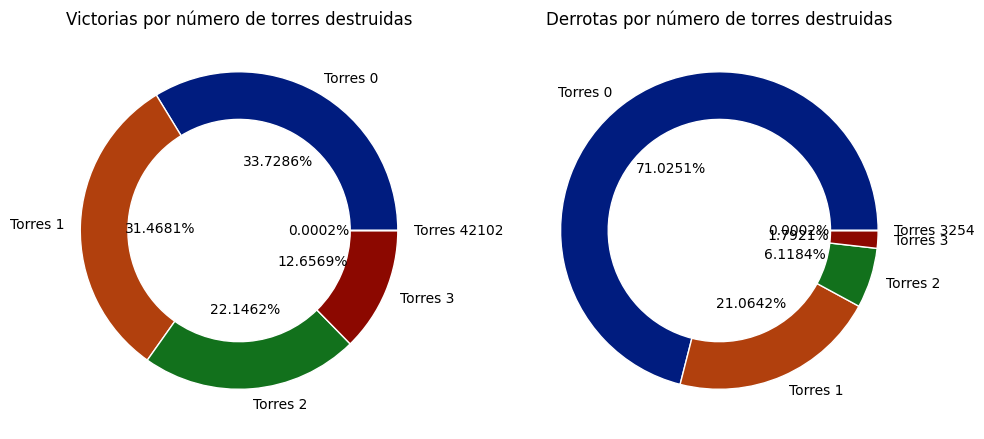 Victorias por número de torres destruidas
Torres 0
33.7286%
Torres 1
31.4681%
0.0002%
Torres 42102
12.6569%
Torres 3
22.1462%
Torres 2
Derrotas por número de torres destruidas
Torres 0
71.0251%
0.0002%
Torres 3254
1.7921%
Torres 3
6.1184%
Torres 2
21.0642%
Torres 1